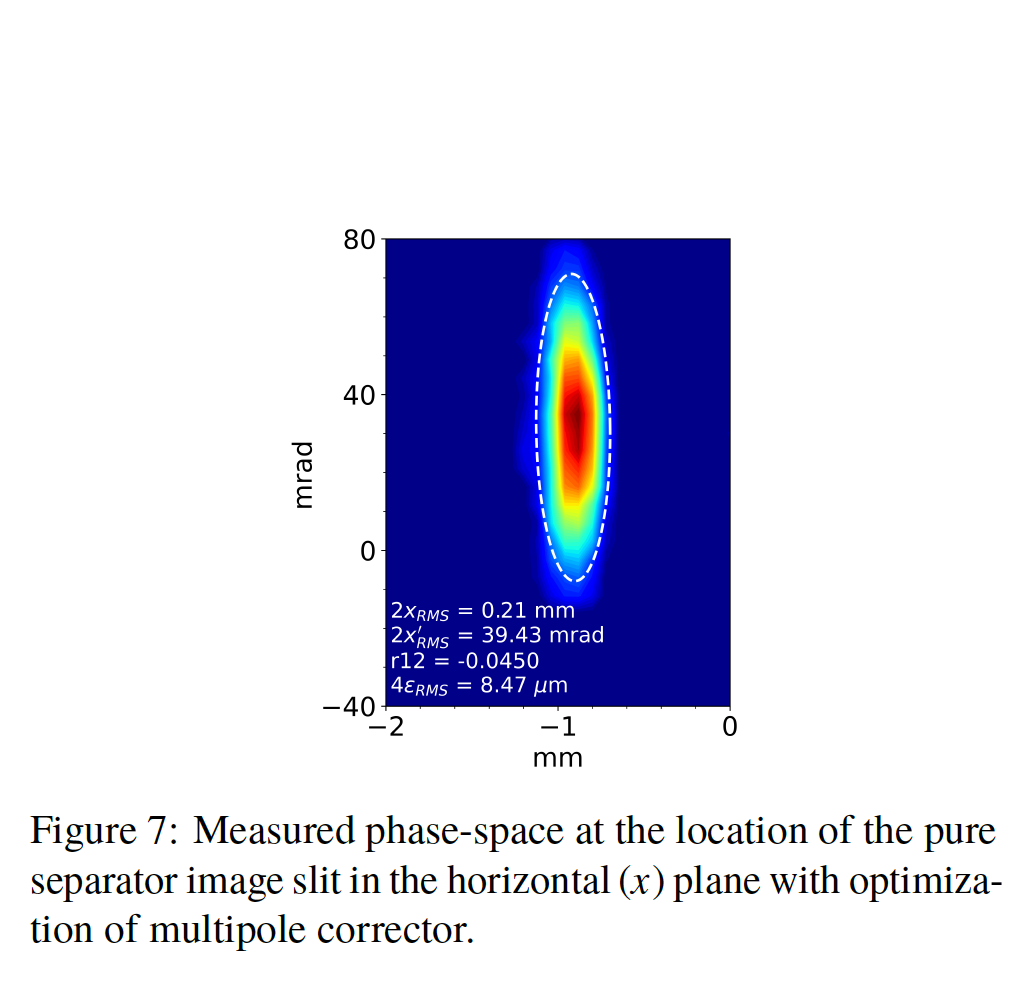 80
40
0
−40
mrad
2x_RMS = 0.21 mm
2x′_RMS = 39.43 mrad
r12 = -0.0450
4ε_RMS = 8.47 μm
−2
−1
0
mm
Figure 7: Measured phase-space at the location of the pure
separator image slit in the horizontal (x) plane with optimiza-
tion of multipole corrector.